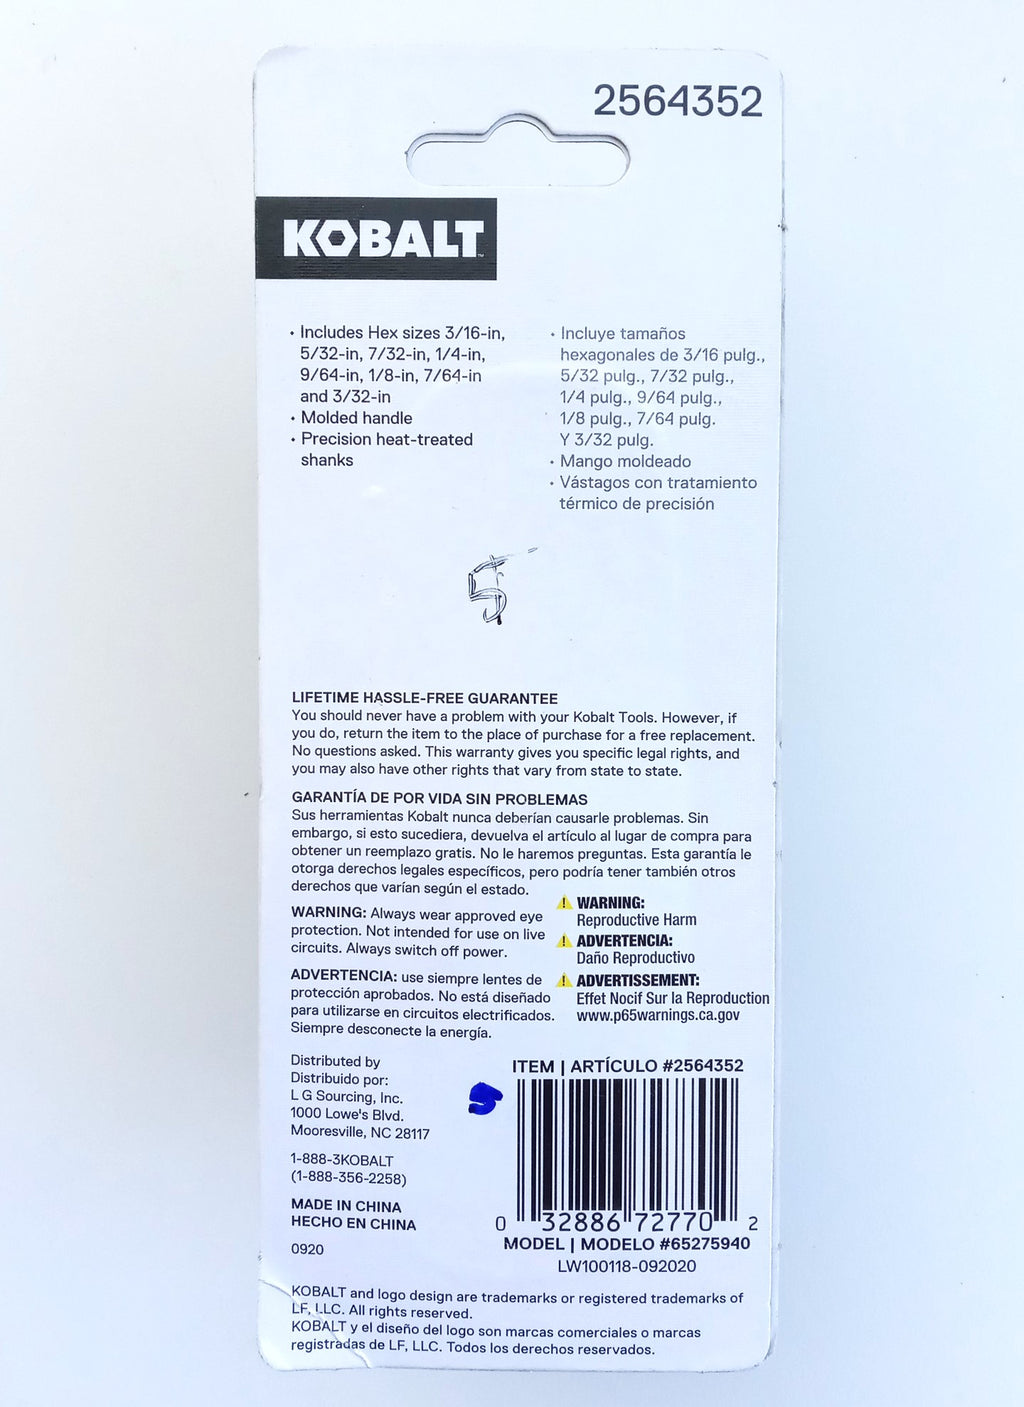 2564352
KOBALT™
• Includes Hex sizes 3/16-in,
5/32-in, 7/32-in, 1/4-in,
9/64-in, 1/8-in, 7/64-in
and 3/32-in
• Molded handle
• Precision heat-treated
shanks
• Incluye tamaños
hexagonales de 3/16 pulg.,
5/32 pulg., 7/32 pulg.,
1/4 pulg., 9/64 pulg.,
1/8 pulg., 7/64 pulg.
Y 3/32 pulg.
• Mango moldeado
• Vástagos con tratamiento
térmico de precisión
5
LIFETIME HASSLE-FREE GUARANTEE
You should never have a problem with your Kobalt Tools. However, if
you do, return the item to the place of purchase for a free replacement.
No questions asked. This warranty gives you specific legal rights, and
you may also have other rights that vary from state to state.
GARANTÍA DE POR VIDA SIN PROBLEMAS
Sus herramientas Kobalt nunca deberían causarle problemas. Sin
embargo, si esto sucediera, devuelva el artículo al lugar de compra para
obtener un reemplazo gratis. No le haremos preguntas. Esta garantía le
otorga derechos legales específicos, pero podría tener también otros
derechos que varían según el estado.
WARNING: Always wear approved eye
protection. Not intended for use on live
circuits. Always switch off power.
ADVERTENCIA: use siempre lentes de
protección aprobados. No está diseñado
para utilizarse en circuitos electrificados.
Siempre desconecte la energía.
WARNING:
Reproductive Harm
ADVERTENCIA:
Daño Reproductivo
ADVERTISSEMENT:
Effet Nocif Sur la Reproduction
www.p65warnings.ca.gov
Distributed by
Distribuido por:
L G Sourcing, Inc.
1000 Lowe's Blvd.
Mooresville, NC 28117
1-888-3KOBALT
(1-888-356-2258)
MADE IN CHINA
HECHO EN CHINA
0920
ITEM | ARTÍCULO #2564352
0 32886 72770 2
MODEL | MODELO #65275940
LW100118-092020
KOBALT and logo design are trademarks or registered trademarks of
LF, LLC. All rights reserved.
KOBALT y el diseño del logo son marcas comerciales o marcas
registradas de LF, LLC. Todos los derechos reservados.